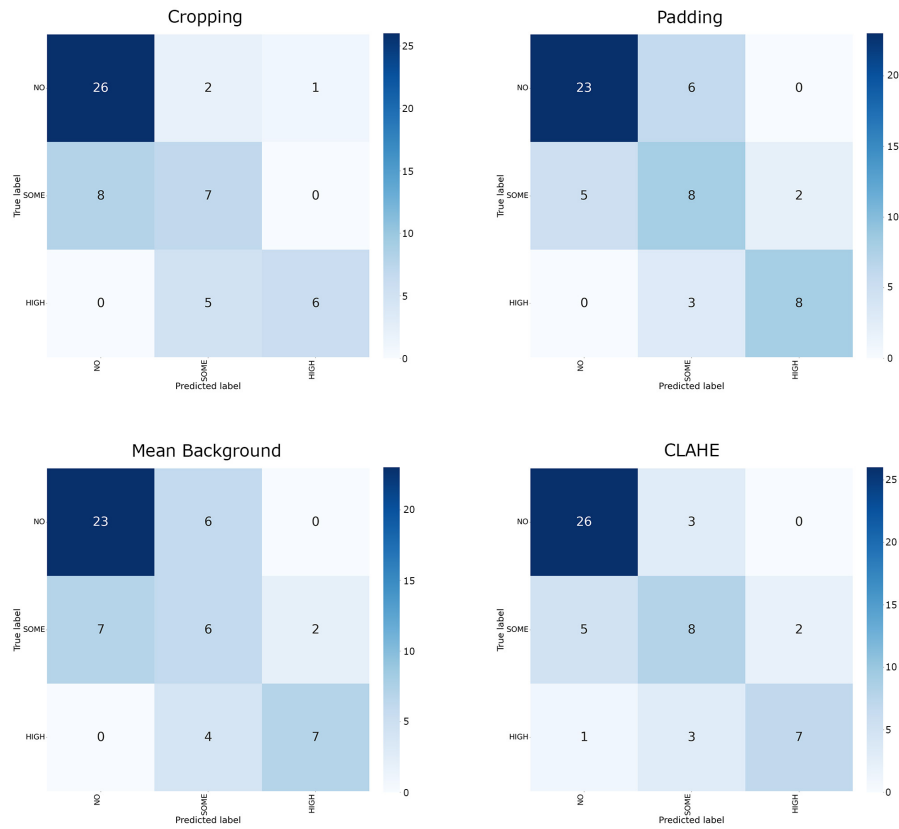 Cropping
NO 26 2 1
SOME 8 7 0
HIGH 0 5 6
True label
NO SOME HIGH
Predicted label
25
20
15
10
5
0
Padding
NO 23 6 0
SOME 5 8 2
HIGH 0 3 8
True label
NO SOME HIGH
Predicted label
20
15
10
5
0
Mean Background
NO 23 6 0
SOME 7 6 2
HIGH 0 4 7
True label
NO SOME HIGH
Predicted label
20
15
10
5
0
CLAHE
NO 26 3 0
SOME 5 8 2
HIGH 1 3 7
True label
NO SOME HIGH
Predicted label
25
20
15
10
5
0